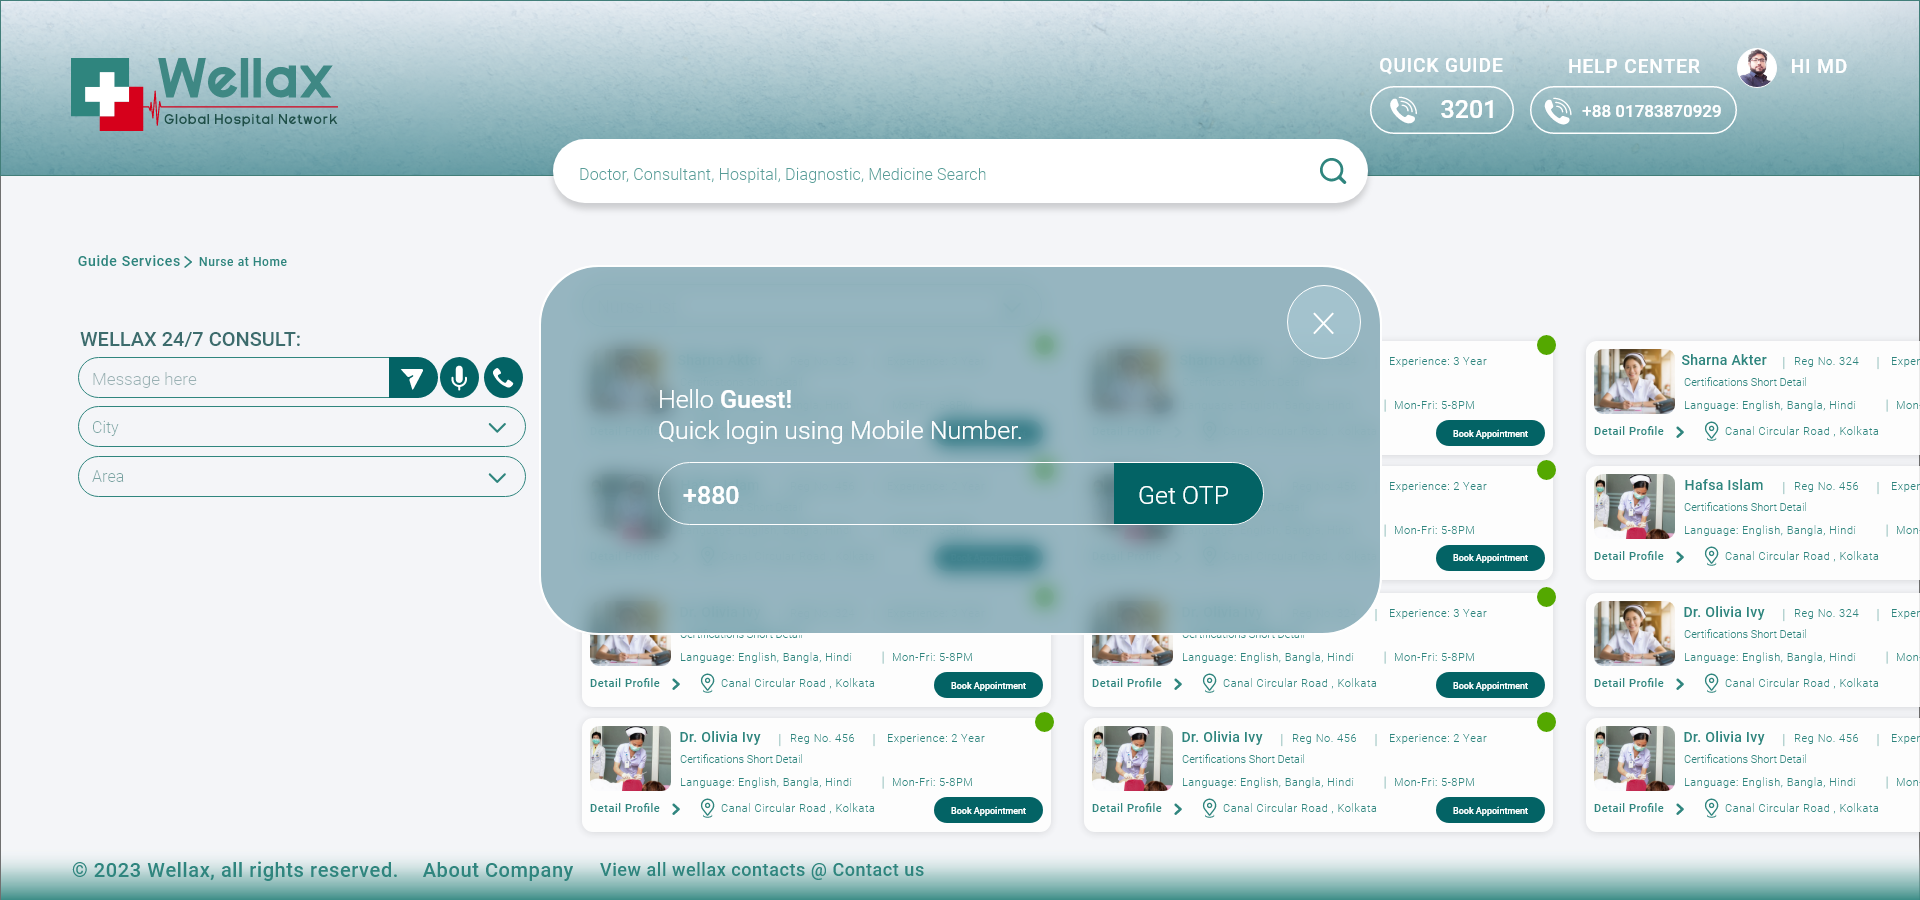 Wellax
Global Hospital Network
QUICK GUIDE
HELP CENTER
HI MD
3201
+88 01783870929
Doctor, Consultant, Hospital, Diagnostic, Medicine Search
Guide Services
Nurse at Home
WELLAX 24/7 CONSULT:
Message here
City
Area
Hello Guest!
Quick login using Mobile Number.
+880
Get OTP
Experience: 3 Year
| Mon-Fri: 5-8PM
Book Appointment
Sharna Akter | Reg No. 324 |
Certifications Short Detail
Language: English, Bangla, Hindi |
Detail Profile
Canal Circular Road , Kolkata
Experience: 2 Year
| Mon-Fri: 5-8PM
Book Appointment
Hafsa Islam | Reg No. 456 |
Certifications Short Detail
Language: English, Bangla, Hindi |
Detail Profile
Canal Circular Road , Kolkata
Certifications Short Detail
Language: English, Bangla, Hindi | Mon-Fri: 5-8PM
Detail Profile
Canal Circular Road , Kolkata
Book Appointment
| Experience: 3 Year
Certifications Short Detail
Language: English, Bangla, Hindi | Mon-Fri: 5-8PM
Detail Profile
Canal Circular Road , Kolkata
Book Appointment
Dr. Olivia Ivy | Reg No. 324 |
Certifications Short Detail
Language: English, Bangla, Hindi |
Detail Profile
Canal Circular Road , Kolkata
Dr. Olivia Ivy | Reg No. 456 | Experience: 2 Year
Certifications Short Detail
Language: English, Bangla, Hindi | Mon-Fri: 5-8PM
Detail Profile
Canal Circular Road , Kolkata
Book Appointment
Dr. Olivia Ivy | Reg No. 456 | Experience: 2 Year
Certifications Short Detail
Language: English, Bangla, Hindi | Mon-Fri: 5-8PM
Detail Profile
Canal Circular Road , Kolkata
Book Appointment
Dr. Olivia Ivy | Reg No. 456 |
Certifications Short Detail
Language: English, Bangla, Hindi |
Detail Profile
Canal Circular Road , Kolkata
© 2023 Wellax, all rights reserved.
About Company
View all wellax contacts @ Contact us